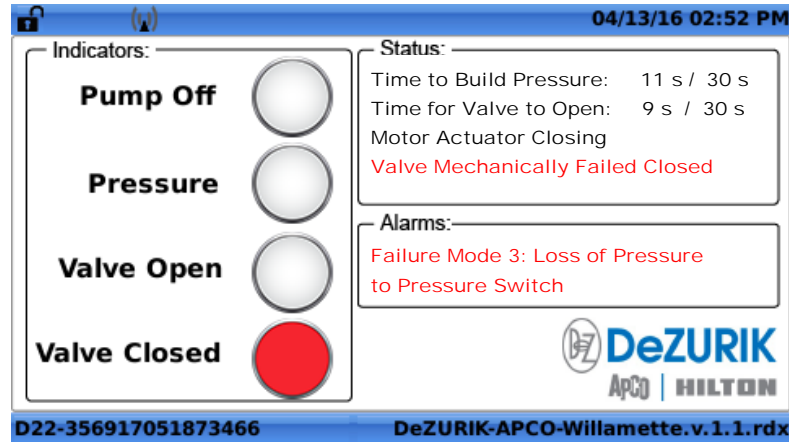 04/13/16 02:52 PM
Indicators:
Pump Off
Pressure
Valve Open
Valve Closed
Status:
Time to Build Pressure: 11 s / 30 s
Time for Valve to Open: 9 s / 30 s
Motor Actuator Closing
Valve Mechanically Failed Closed
Alarms:
Failure Mode 3: Loss of Pressure
to Pressure Switch
DZ DeZURIK
APCO | HILTON
D22-356917051873466 DeZURIK-APCO-Willamette.v.1.1.rdx